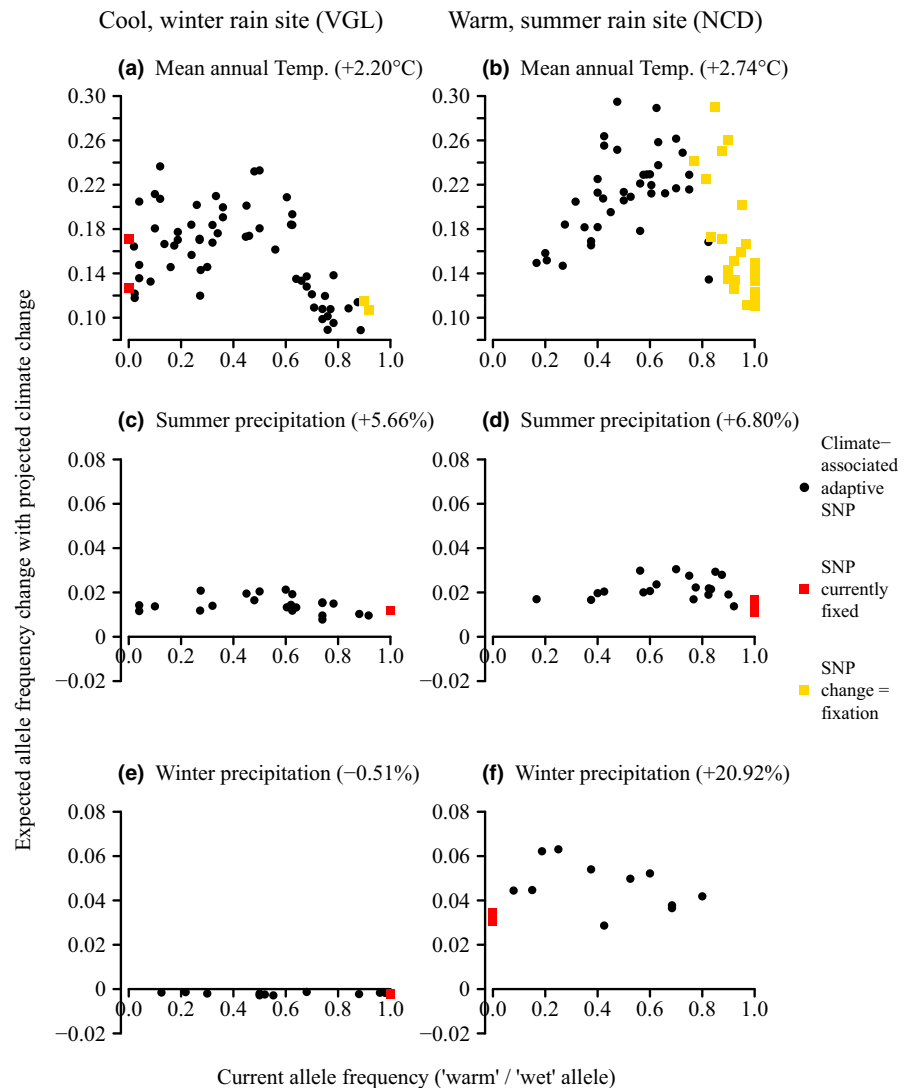 Cool, winter rain site (VGL)
Warm, summer rain site (NCD)
(a) Mean annual Temp. (+2.20°C)
0.30
0.26
0.22
0.18
0.14
0.10
0.0 0.2 0.4 0.6 0.8 1.0
(b) Mean annual Temp. (+2.74°C)
0.30
0.26
0.22
0.18
0.14
0.10
0.0 0.2 0.4 0.6 0.8 1.0
(c) Summer precipitation (+5.66%)
0.08
0.06
0.04
0.02
0
−0.02
0.0 0.2 0.4 0.6 0.8 1.0
(d) Summer precipitation (+6.80%)
0.08
0.06
0.04
0.02
0
−0.02
0.0 0.2 0.4 0.6 0.8 1.0
Climate−
associated
adaptive
SNP
SNP
currently
fixed
SNP
change =
fixation
(e) Winter precipitation (−0.51%)
0.08
0.06
0.04
0.02
0
−0.02
0.0 0.2 0.4 0.6 0.8 1.0
(f) Winter precipitation (+20.92%)
0.08
0.06
0.04
0.02
0
−0.02
0.0 0.2 0.4 0.6 0.8 1.0
Expected allele frequency change with projected climate change
Current allele frequency ('warm' / 'wet' allele)